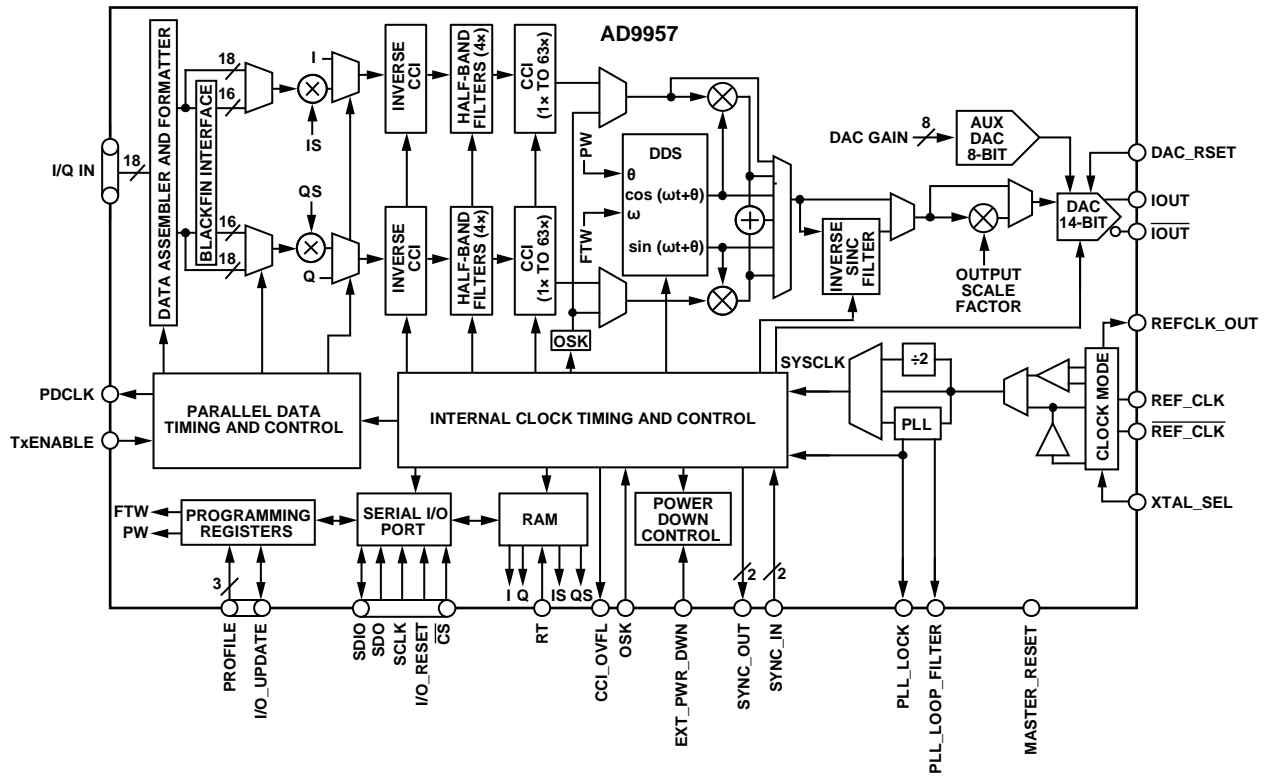 AD9957
I/Q IN
18
DATA ASSEMBLER AND FORMATTER
BLACKFIN INTERFACE
18
16
16
18
IS
QS
I
Q
INVERSE
CCI
HALF-BAND
FILTERS (4×)
CCI
(1× TO 63×)
INVERSE
CCI
HALF-BAND
FILTERS (4×)
CCI
(1× TO 63×)
OSK
PW
FTW
DDS
θ
cos (ωt+θ)
ω
sin (ωt+θ)
INVERSE
SINC
FILTER
OUTPUT
SCALE
FACTOR
DAC GAIN
8
AUX
DAC
8-BIT
DAC
14-BIT
DAC_RSET
IOUT
IOUT
REFCLK_OUT
REF_CLK
REF_CLK
XTAL_SEL
CLOCK MODE
÷2
PLL
SYSCLK
PDCLK
TxENABLE
PARALLEL DATA
TIMING AND CONTROL
INTERNAL CLOCK TIMING AND CONTROL
FTW
PW
PROGRAMMING
REGISTERS
SERIAL I/O
PORT
RAM
POWER
DOWN
CONTROL
3
I
Q
IS
QS
2
2
PROFILE
I/O_UPDATE
SDIO
SDO
SCLK
I/O_RESET
CS
RT
CCI_OVFL
OSK
EXT_PWR_DWN
SYNC_OUT
SYNC_IN
PLL_LOCK
PLL_LOOP_FILTER
MASTER_RESET